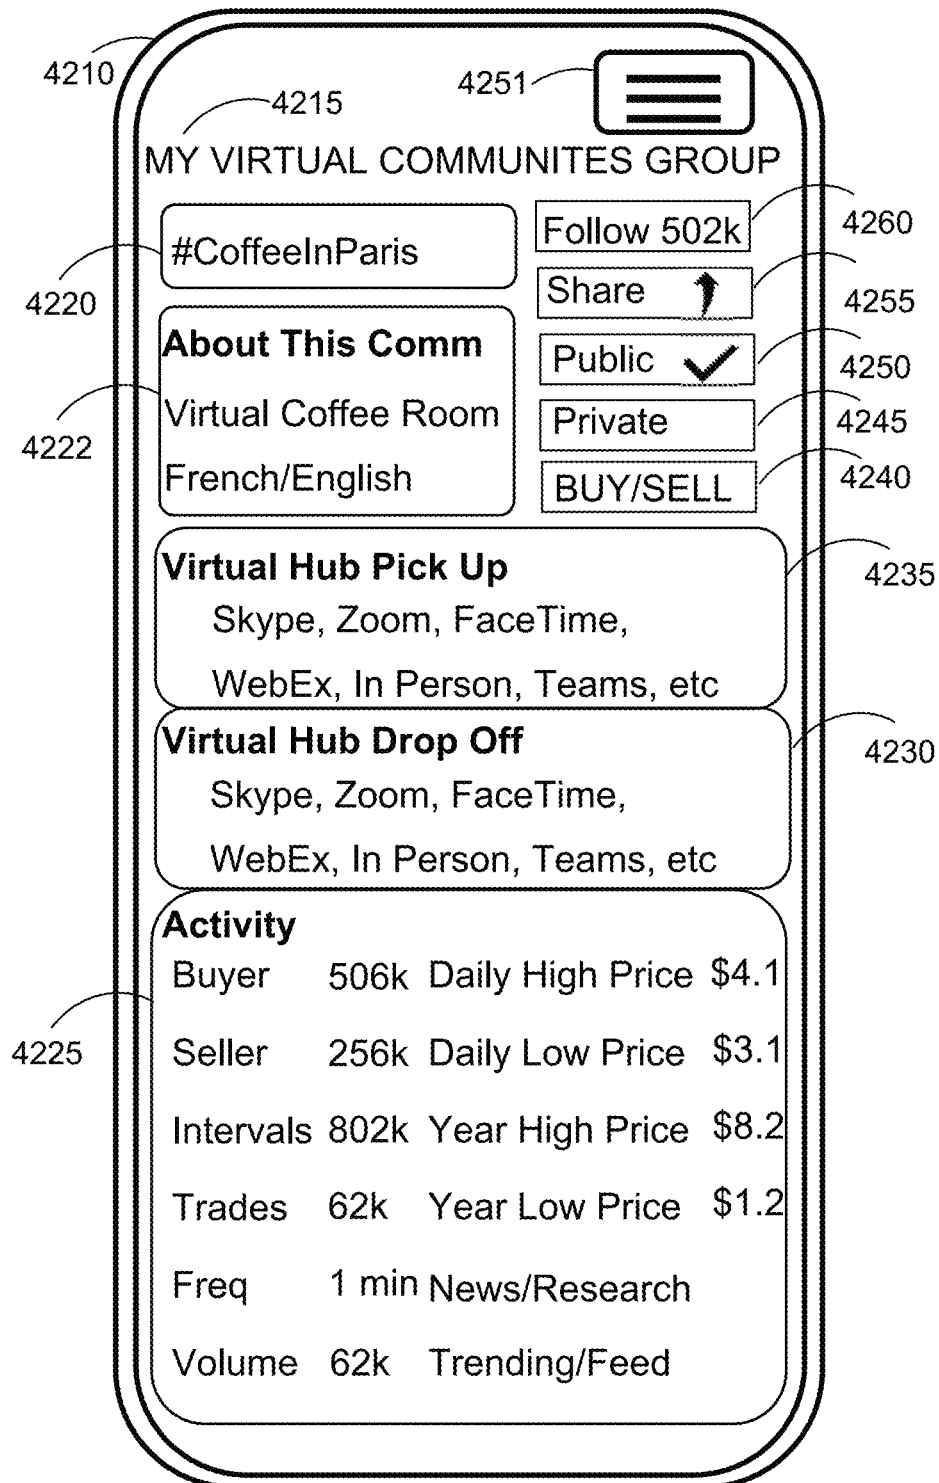 4210
4251
4215
MY VIRTUAL COMMUNITES GROUP
#CoffeeInParis
4220
Follow 502k
4260
Share
4255
Public
4250
Private
4245
BUY/SELL
4240
About This Comm
Virtual Coffee Room
French/English
4222
Virtual Hub Pick Up
Skype, Zoom, FaceTime,
WebEx, In Person, Teams, etc
4235
Virtual Hub Drop Off
Skype, Zoom, FaceTime,
WebEx, In Person, Teams, etc
4230
Activity
Buyer 506k Daily High Price $4.1
Seller 256k Daily Low Price $3.1
Intervals 802k Year High Price $8.2
Trades 62k Year Low Price $1.2
Freq 1 min News/Research
Volume 62k Trending/Feed
4225